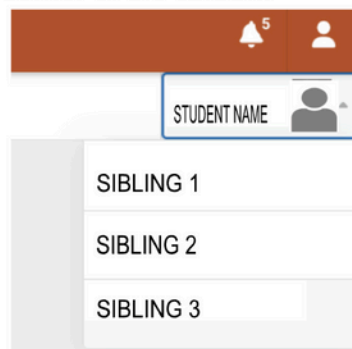 5
STUDENT NAME
SIBLING 1
SIBLING 2
SIBLING 3